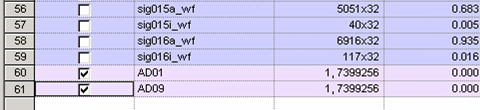 56 sig015a_wf 5051x32 0.683
57 sig015i_wf 40x32 0.005
58 sig016a_wf 6916x32 0.935
59 sig016i_wf 117x32 0.016
60 AD01 1,7399256 0.000
61 AD09 1,7399256 0.000